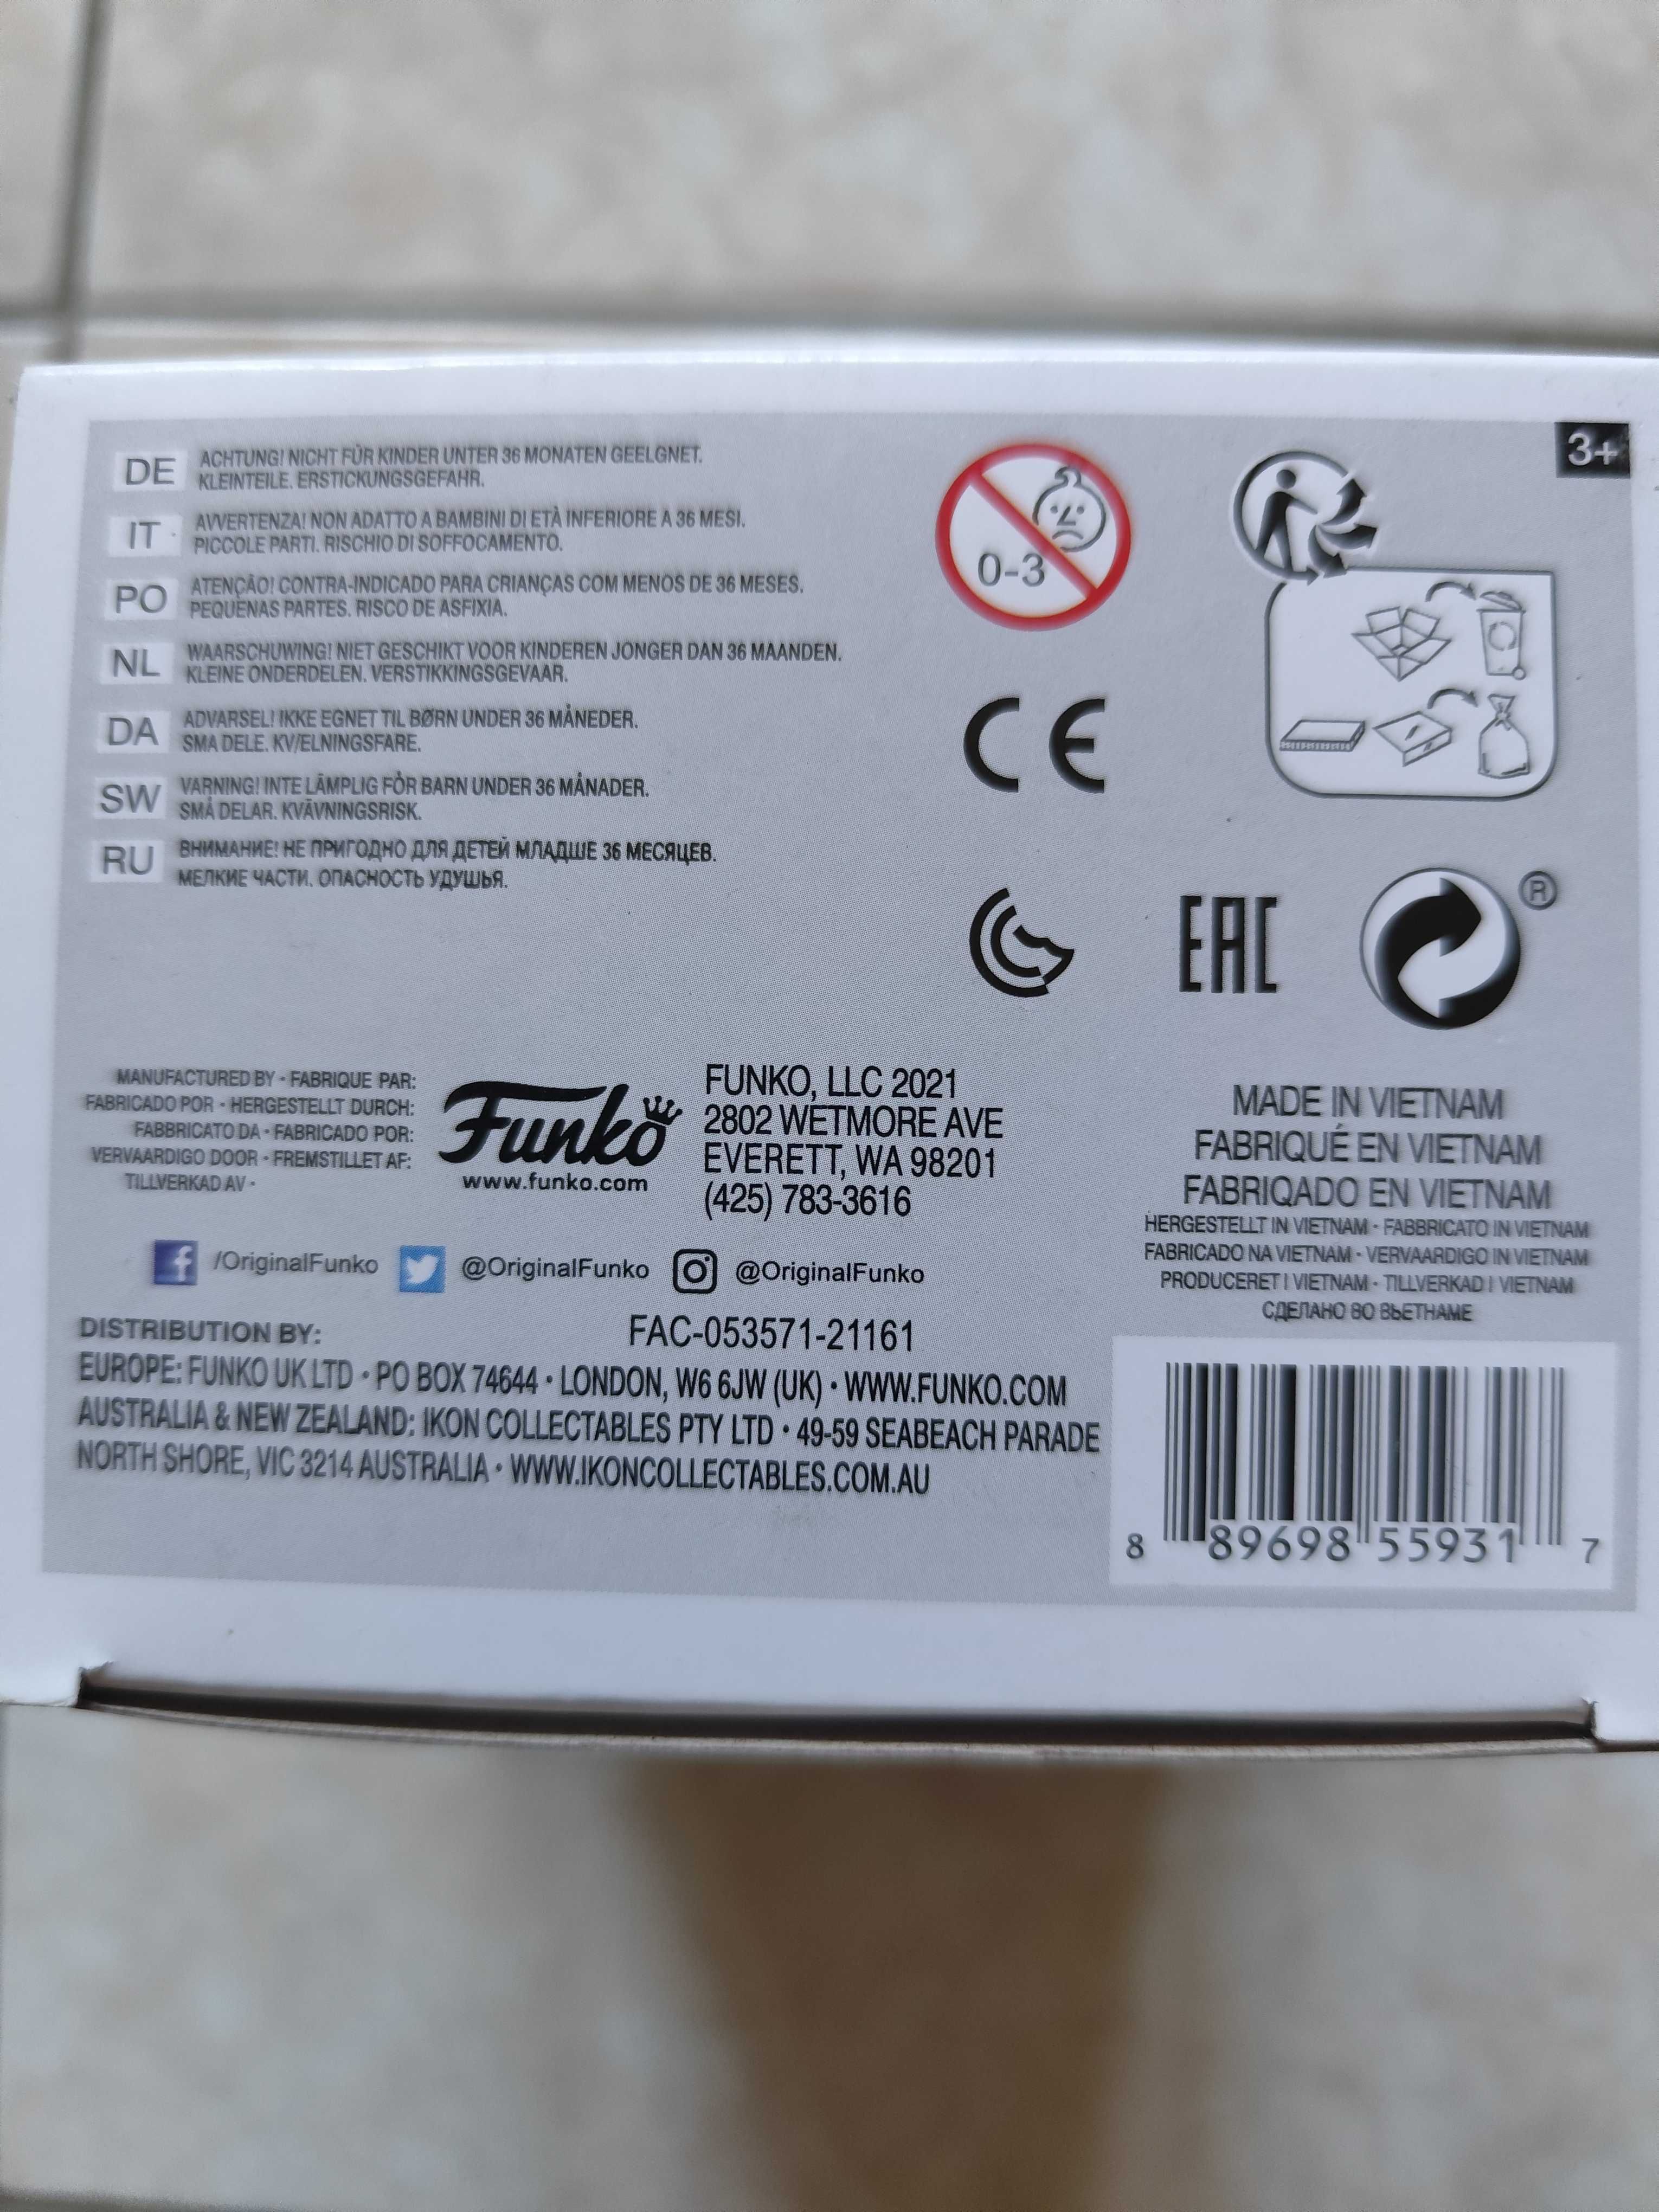 3+
DE
ACHTUNG! NICHT FÜR KINDER UNTER 36 MONATEN GEELGNET.
KLEINTEILE. ERSTICKUNGSGEFAHR.
IT
AVVERTENZA! NON ADATTO A BAMBINI DI ETÀ INFERIORE A 36 MESI.
PICCOLE PARTI. RISCHIO DI SOFFOCAMENTO.
PO
ATENÇÃO! CONTRA-INDICADO PARA CRIANÇAS COM MENOS DE 36 MESES.
PEQUENAS PARTES. RISCO DE ASFIXIA.
NL
WAARSCHUWING! NIET GESCHIKT VOOR KINDEREN JONGER DAN 36 MAANDEN.
KLEINE ONDERDELEN. VERSTIKKINGSGEVAAR.
DA
ADVARSEL! IKKE EGNET TIL BØRN UNDER 36 MÅNEDER.
SMA DELE. KV/ELNINGSFARE.
SW
VARNING! INTE LÄMPLIG FÖR BARN UNDER 36 MÅNADER.
SMÅ DELAR. KVÄVNINGSRISK.
RU
ВНИМАНИЕ! НЕ ПРИГОДНО ДЛЯ ДЕТЕЙ МЛАДШЕ 36 МЕСЯЦЕВ.
МЕЛКИЕ ЧАСТИ. ОПАСНОСТЬ УДУШЬЯ.
0-3
CE
EAC
®
MANUFACTURED BY • FABRIQUE PAR:
FABRICADO POR • HERGESTELLT DURCH:
FABBRICATO DA • FABRICADO POR:
VERVAARDIGO DOOR • FREMSTILLET AF:
TILLVERKAD AV •
Funko
www.funko.com
FUNKO, LLC 2021
2802 WETMORE AVE
EVERETT, WA 98201
(425) 783-3616
MADE IN VIETNAM
FABRIQUÉ EN VIETNAM
FABRIQADO EN VIETNAM
HERGESTELLT IN VIETNAM • FABBRICATO IN VIETNAM
FABRICADO NA VIETNAM • VERVAARDIGO IN VIETNAM
PRODUCERET I VIETNAM • TILLVERKAD I VIETNAM
СДЕЛАНО ВО ВЬЕТНАМЕ
/OriginalFunko @OriginalFunko @OriginalFunko
DISTRIBUTION BY: FAC-053571-21161
EUROPE: FUNKO UK LTD • PO BOX 74644 • LONDON, W6 6JW (UK) • WWW.FUNKO.COM
AUSTRALIA & NEW ZEALAND: IKON COLLECTABLES PTY LTD • 49-59 SEABEACH PARADE
NORTH SHORE, VIC 3214 AUSTRALIA • WWW.IKONCOLLECTABLES.COM.AU
8 89698 55931 7